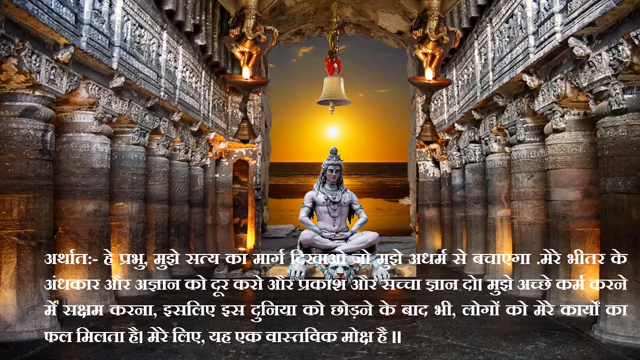 अर्थात:- हे प्रभु, मुझे सत्य का मार्ग दिखाओ जो मुझे अधर्म से बचाएगा .मेरे भीतर के
अंधकार और अज्ञान को दूर करो और प्रकाश और सच्चा ज्ञान दो। मुझे अच्छे कर्म करने
में सक्षम करना, इसलिए इस दुनिया को छोड़ने के बाद भी, लोगों को मेरे कार्यों का
फल मिलता है। मेरे लिए, यह एक वास्तविक मोक्ष है ॥